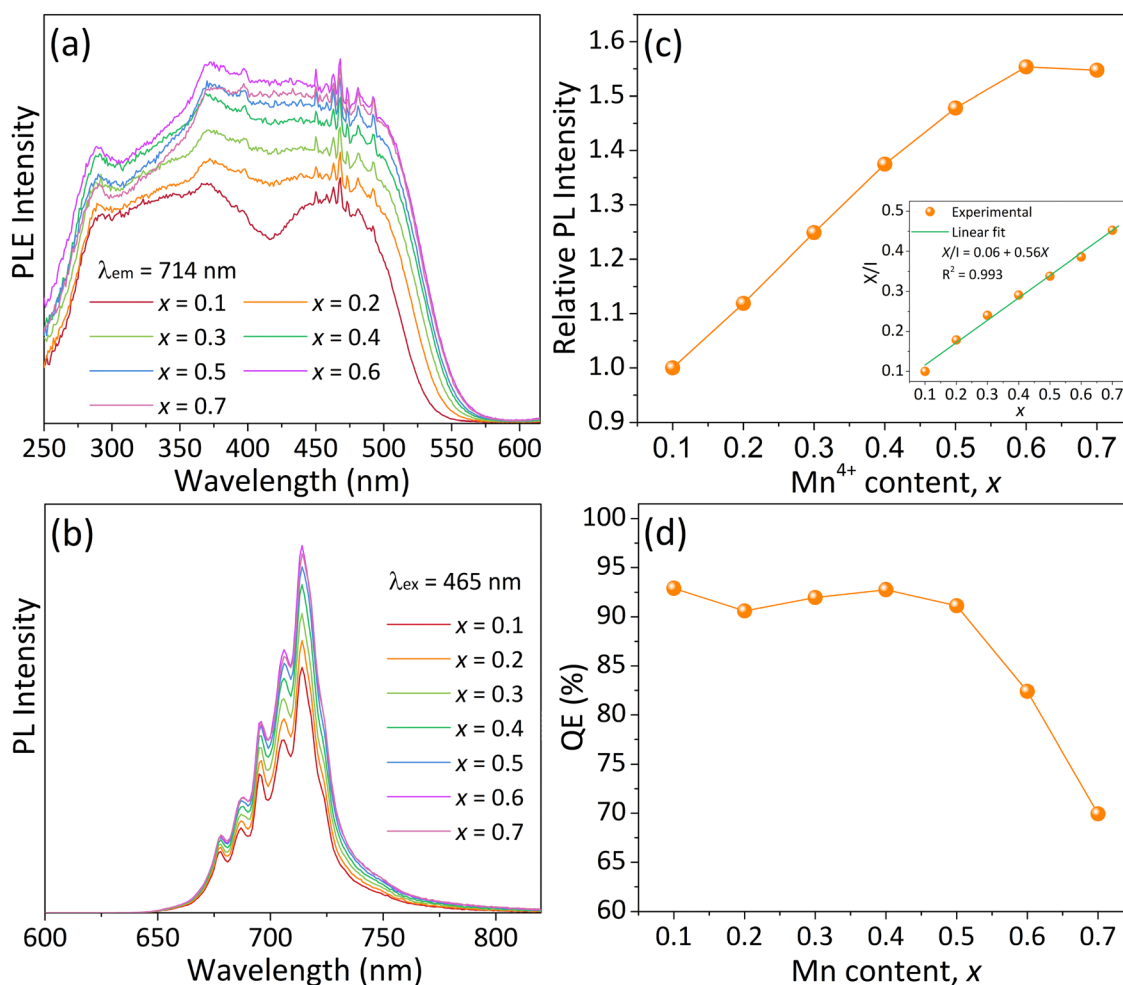 (a)
PLE Intensity
λem = 714 nm
x = 0.1
x = 0.2
x = 0.3
x = 0.4
x = 0.5
x = 0.6
x = 0.7
250 300 350 400 450 500 550 600
Wavelength (nm)
(b)
PL Intensity
λex = 465 nm
x = 0.1
x = 0.2
x = 0.3
x = 0.4
x = 0.5
x = 0.6
x = 0.7
600 650 700 750 800
Wavelength (nm)
(c)
Relative PL Intensity
1.6
1.5
1.4
1.3
1.2
1.1
1.0
0.9
0.1 0.2 0.3 0.4 0.5 0.6 0.7
Mn4+ content, x
X/I
0.5
0.4
0.3
0.2
0.1
Experimental
Linear fit
X/I = 0.06 + 0.56X
R2 = 0.993
0.1 0.2 0.3 0.4 0.5 0.6 0.7
x
(d)
QE (%)
100
95
90
85
80
75
70
65
60
0.1 0.2 0.3 0.4 0.5 0.6 0.7
Mn content, x